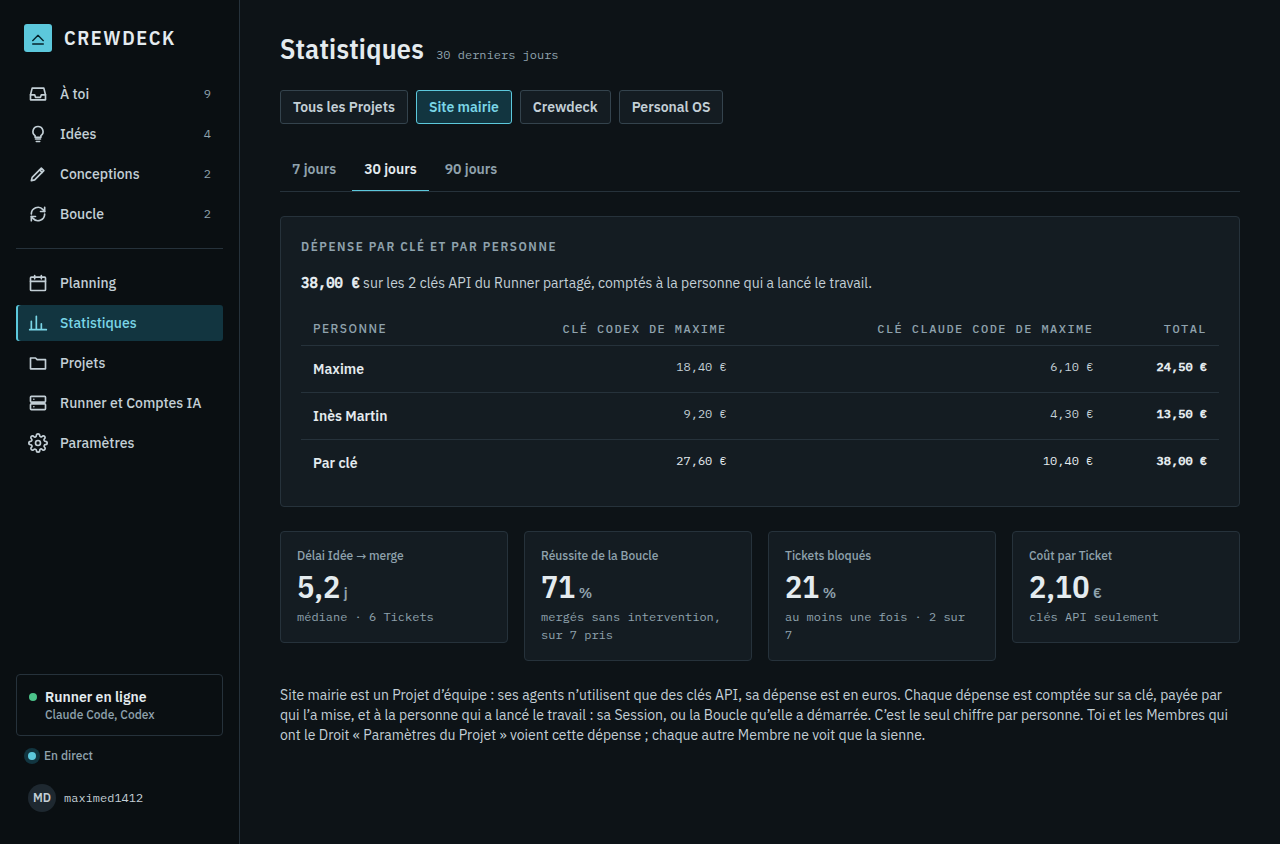 CREWDECK
À toi 9
Idées 4
Conceptions 2
Boucle 2
Planning
Statistiques
Projets
Runner et Comptes IA
Paramètres
Runner en ligne
Claude Code, Codex
En direct
MD maximed1412
Statistiques 30 derniers jours
Tous les Projets Site mairie Crewdeck Personal OS
7 jours 30 jours 90 jours
DÉPENSE PAR CLÉ ET PAR PERSONNE
38,00 € sur les 2 clés API du Runner partagé, comptés à la personne qui a lancé le travail.
PERSONNE CLÉ CODEX DE MAXIME CLÉ CLAUDE CODE DE MAXIME TOTAL
Maxime 18,40 € 6,10 € 24,50 €
Inès Martin 9,20 € 4,30 € 13,50 €
Par clé 27,60 € 10,40 € 38,00 €
Délai Idée → merge
5,2 j
médiane · 6 Tickets
Réussite de la Boucle
71 %
mergés sans intervention,
sur 7 pris
Tickets bloqués
21 %
au moins une fois · 2 sur
7
Coût par Ticket
2,10 €
clés API seulement
Site mairie est un Projet d’équipe : ses agents n’utilisent que des clés API, sa dépense est en euros. Chaque dépense est comptée sur sa clé, payée par
qui l’a mise, et à la personne qui a lancé le travail : sa Session, ou la Boucle qu’elle a démarrée. C’est le seul chiffre par personne. Toi et les Membres qui
ont le Droit « Paramètres du Projet » voient cette dépense ; chaque autre Membre ne voit que la sienne.